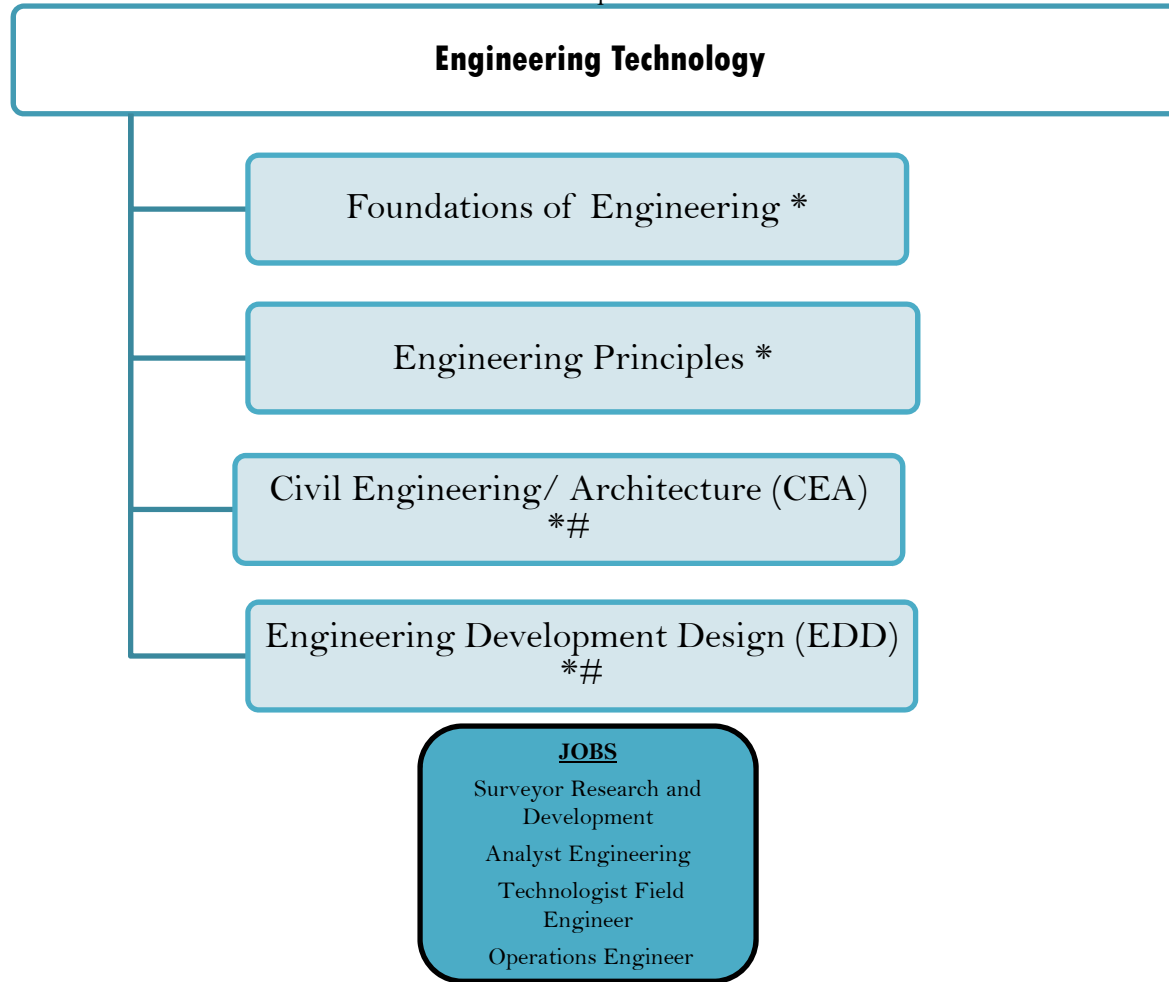 Engineering Technology
Foundations of Engineering *
Engineering Principles *
Civil Engineering/ Architecture (CEA)
*#
Engineering Development Design (EDD)
*#
JOBS
Surveyor Research and
Development
Analyst Engineering
Technologist Field
Engineer
Operations Engineer